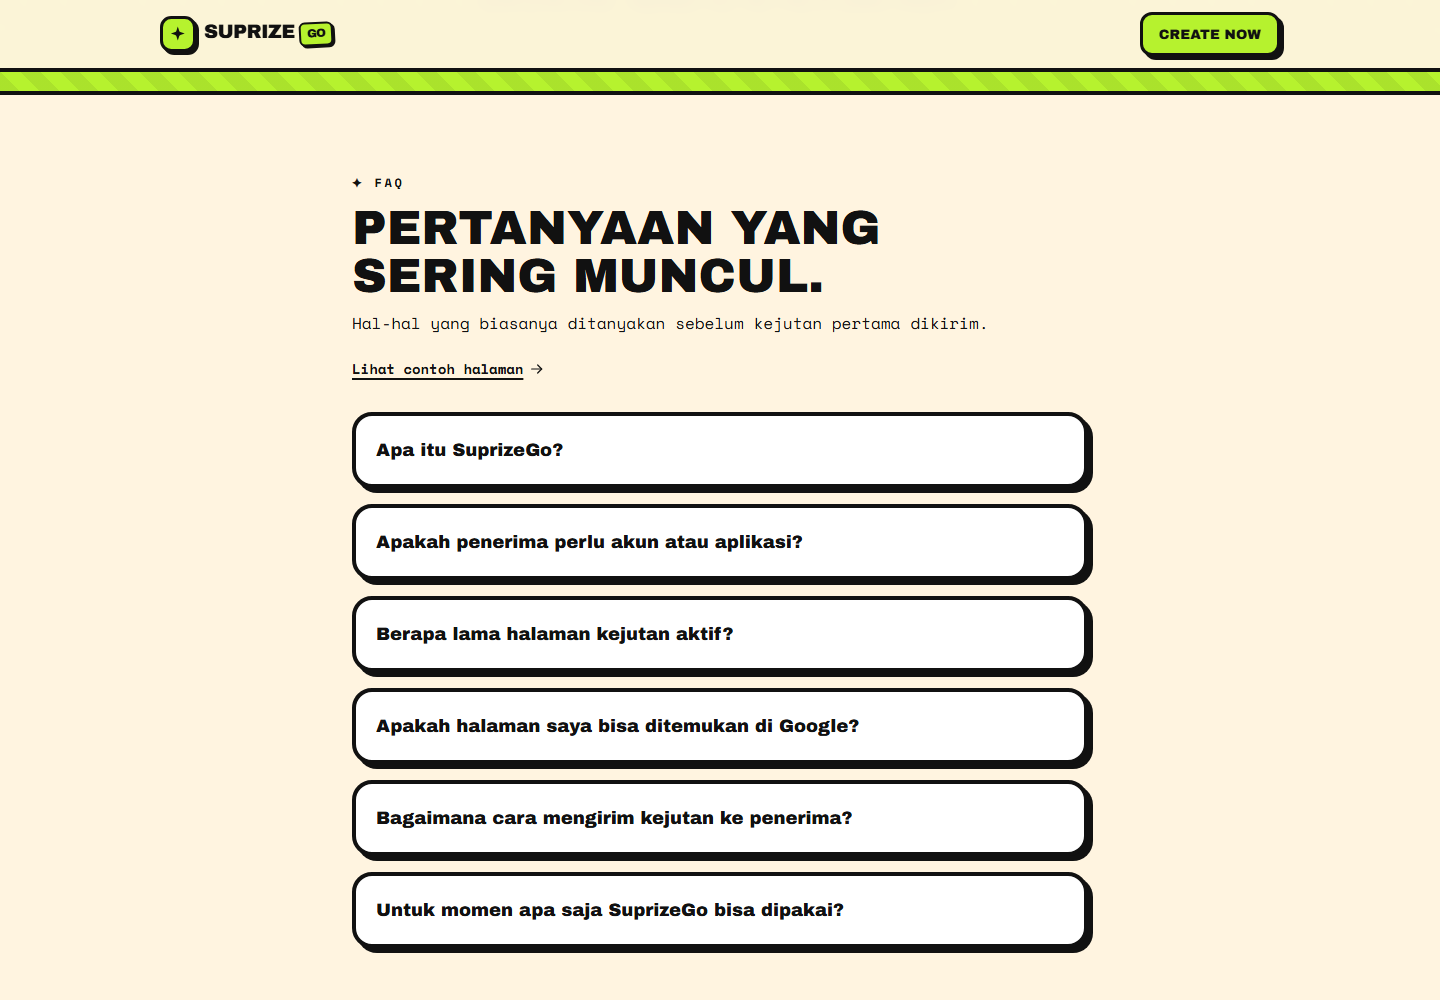 SUPRIZE GO
CREATE NOW
✦ FAQ
PERTANYAAN YANG
SERING MUNCUL.
Hal-hal yang biasanya ditanyakan sebelum kejutan pertama dikirim.
Lihat contoh halaman →
Apa itu SuprizeGo?
Apakah penerima perlu akun atau aplikasi?
Berapa lama halaman kejutan aktif?
Apakah halaman saya bisa ditemukan di Google?
Bagaimana cara mengirim kejutan ke penerima?
Untuk momen apa saja SuprizeGo bisa dipakai?